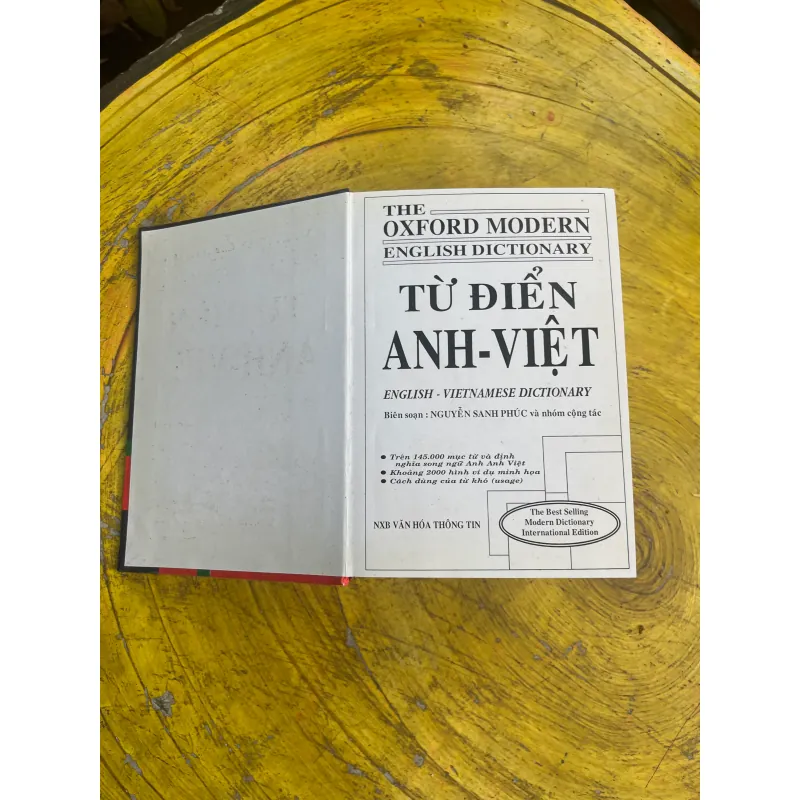 THE
OXFORD MODERN
ENGLISH DICTIONARY
TỪ ĐIỂN
ANH-VIỆT
ENGLISH - VIETNAMESE DICTIONARY
Biên soạn : NGUYỄN SANH PHÚC và nhóm cộng tác
● Trên 145.000 mục từ và định
nghĩa song ngữ Anh Anh Việt
● Khoảng 2000 hình ví dụ minh họa
● Cách dùng của từ khó (usage)
NXB VĂN HÓA THÔNG TIN
The Best Selling
Modern Dictionary
International Edition